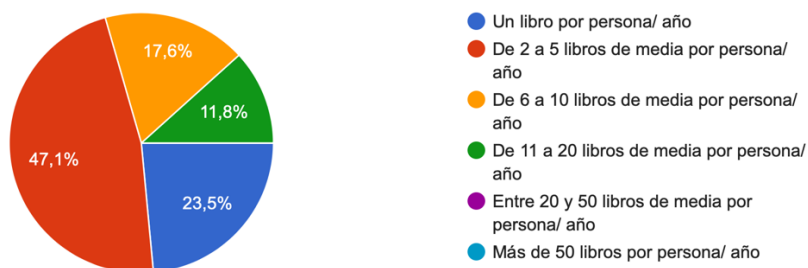 17,6%
11,8%
47,1%
23,5%
Un libro por persona/ año
De 2 a 5 libros de media por persona/
año
De 6 a 10 libros de media por persona/
año
De 11 a 20 libros de media por persona/
año
Entre 20 y 50 libros de media por
persona/ año
Más de 50 libros por persona/ año